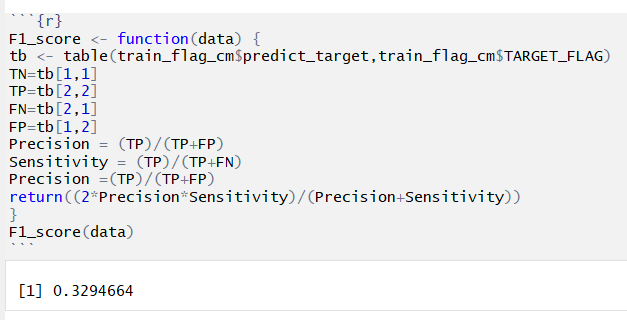 ```{r}
F1_score <- function(data) {
tb <- table(train_flag_cm$predict_target,train_flag_cm$TARGET_FLAG)
TN=tb[1,1]
TP=tb[2,2]
FN=tb[2,1]
FP=tb[1,2]
Precision = (TP)/(TP+FP)
Sensitivity = (TP)/(TP+FN)
Precision =(TP)/(TP+FP)
return((2*Precision*Sensitivity)/(Precision+Sensitivity))
}
F1_score(data)
```
[1] 0.3294664